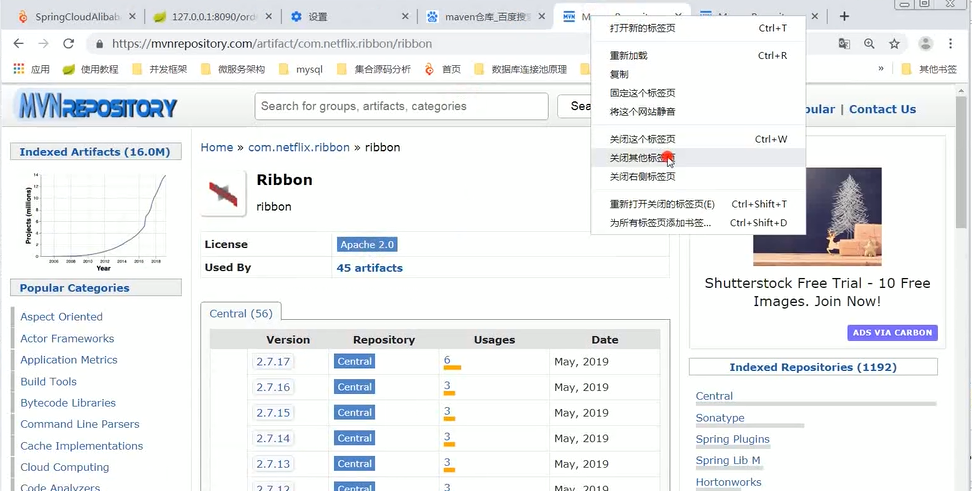 SpringCloudAlibab
127.0.0.1:8090/ord
设置
maven仓库_百度搜
打开新的标签页 Ctrl+T
重新加载 Ctrl+R
复制
固定这个标签页
将这个网站静音
关闭这个标签页 Ctrl+W
关闭其他标签页
关闭右侧标签页
重新打开关闭的标签页(E) Ctrl+Shift+T
为所有标签页添加书签... Ctrl+Shift+D
https://mvnrepository.com/artifact/com.netflix.ribbon/ribbon
应用 使用教程 并发框架 微服务架构 mysql 集合源码分析 首页 数据库连接池原理 » 其他书签
MVNREPOSITORY
Search for groups, artifacts, categories
Sea
pular | Contact Us
Indexed Artifacts (16.0M)
Projects (millions)
14
12
10
8
6
4
2
0
2006 2008 2010 2012 2014 2016 2018
Year
Popular Categories
Aspect Oriented
Actor Frameworks
Application Metrics
Build Tools
Bytecode Libraries
Command Line Parsers
Cache Implementations
Cloud Computing
Code Analyzers
Home » com.netflix.ribbon » ribbon
Ribbon
ribbon
License Apache 2.0
Used By 45 artifacts
Central (56)
Version Repository Usages Date
2.7.17 Central 6 May, 2019
2.7.16 Central 3 May, 2019
2.7.15 Central 3 May, 2019
2.7.14 Central 3 May, 2019
2.7.13 Central 3 May, 2019
2.7.12 Central 3 May, 2019
Shutterstock Free Trial - 10 Free
Images. Join Now!
ADS VIA CARBON
Indexed Repositories (1192)
Central
Sonatype
Spring Plugins
Spring Lib M
Hortonworks